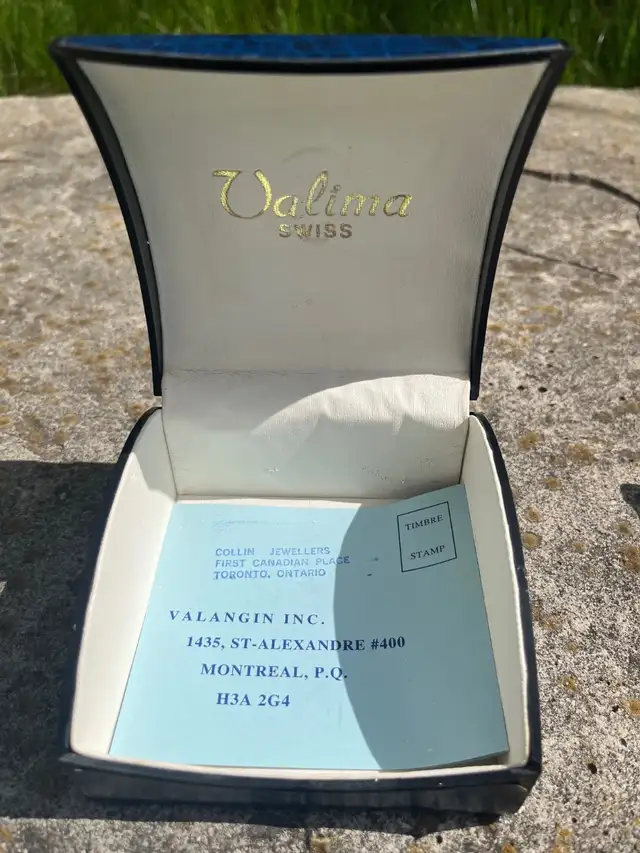 Valima
SWISS
TIMBRE
STAMP
COLLIN JEWELLERS
FIRST CANADIAN PLACE
TORONTO, ONTARIO
VALANGIN INC.
1435, ST-ALEXANDRE #400
MONTREAL, P.Q.
H3A 2G4